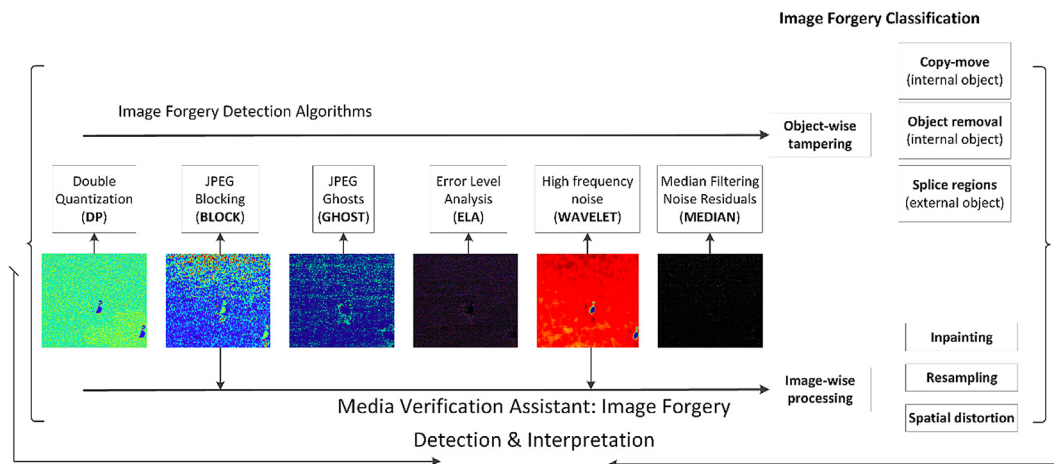 Image Forgery Classification
Copy-move
(internal object)
Image Forgery Detection Algorithms
Object-wise
tampering
Object removal
(internal object)
Double
Quantization
(DP)
JPEG
Blocking
(BLOCK)
JPEG
Ghosts
(GHOST)
Error Level
Analysis
(ELA)
High frequency
noise
(WAVELET)
Median Filtering
Noise Residuals
(MEDIAN)
Splice regions
(external object)
Inpainting
Image-wise
processing
Resampling
Spatial distortion
Media Verification Assistant: Image Forgery
Detection & Interpretation